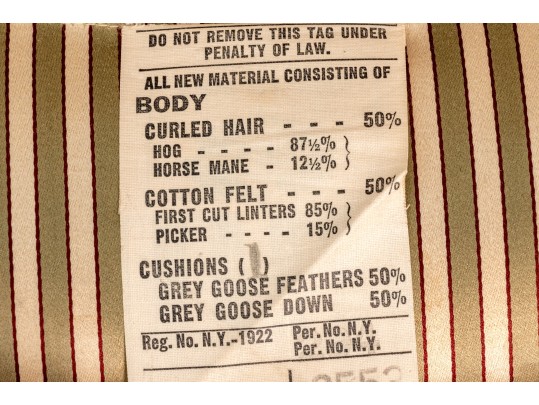 DO NOT REMOVE THIS TAG UNDER
PENALTY OF LAW.
ALL NEW MATERIAL CONSISTING OF
BODY
CURLED HAIR - - - 50%
HOG - - - - 87½% }
HORSE MANE - 12½% }
COTTON FELT - - - - 50%
FIRST CUT LINTERS 85% }
PICKER - - - - 15% }
CUSHIONS (1)
GREY GOOSE FEATHERS 50%
GREY GOOSE DOWN 50%
Reg. No. N.Y.-1922 Per. No. N.Y.
Per. No. N.Y.